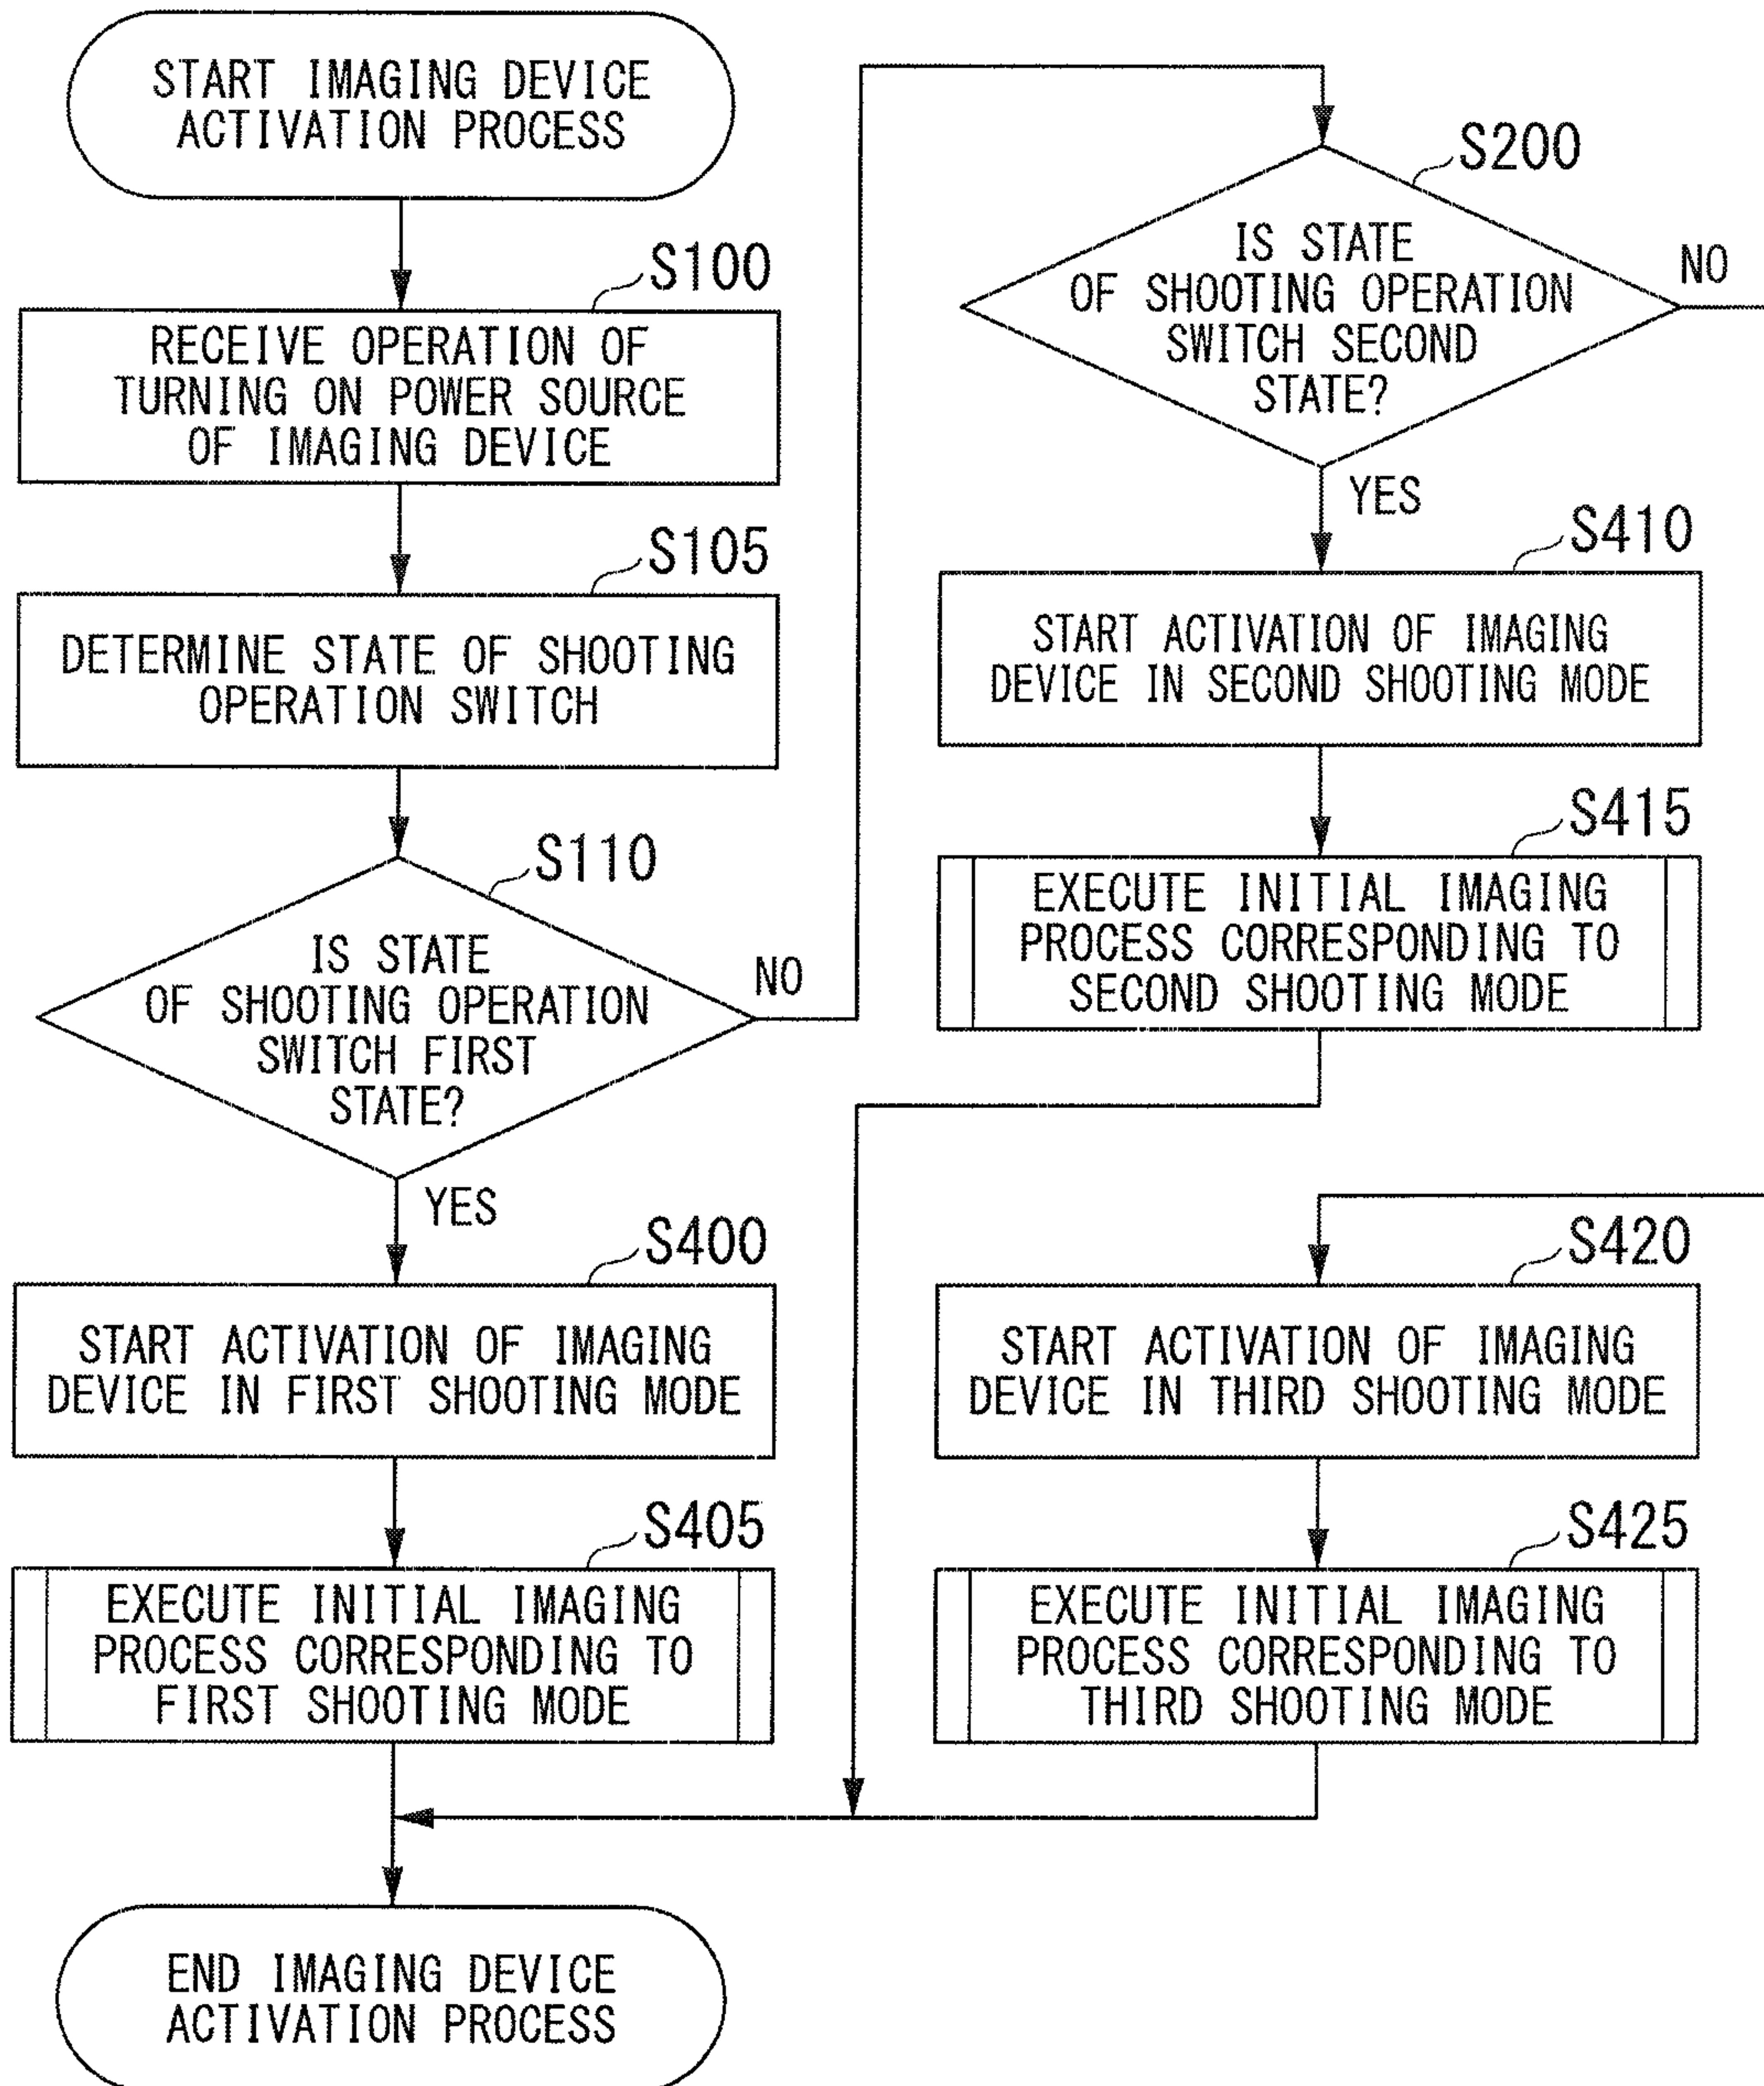 START IMAGING DEVICE
ACTIVATION PROCESS
S100
RECEIVE OPERATION OF
TURNING ON POWER SOURCE
OF IMAGING DEVICE
S105
DETERMINE STATE OF SHOOTING
OPERATION SWITCH
S110
IS STATE
OF SHOOTING OPERATION
SWITCH FIRST
STATE?
NO
YES
S400
START ACTIVATION OF IMAGING
DEVICE IN FIRST SHOOTING MODE
S405
EXECUTE INITIAL IMAGING
PROCESS CORRESPONDING TO
FIRST SHOOTING MODE
END IMAGING DEVICE
ACTIVATION PROCESS
S200
IS STATE
OF SHOOTING OPERATION
SWITCH SECOND
STATE?
NO
YES
S410
START ACTIVATION OF IMAGING
DEVICE IN SECOND SHOOTING MODE
S415
EXECUTE INITIAL IMAGING
PROCESS CORRESPONDING TO
SECOND SHOOTING MODE
S420
START ACTIVATION OF IMAGING
DEVICE IN THIRD SHOOTING MODE
S425
EXECUTE INITIAL IMAGING
PROCESS CORRESPONDING TO
THIRD SHOOTING MODE